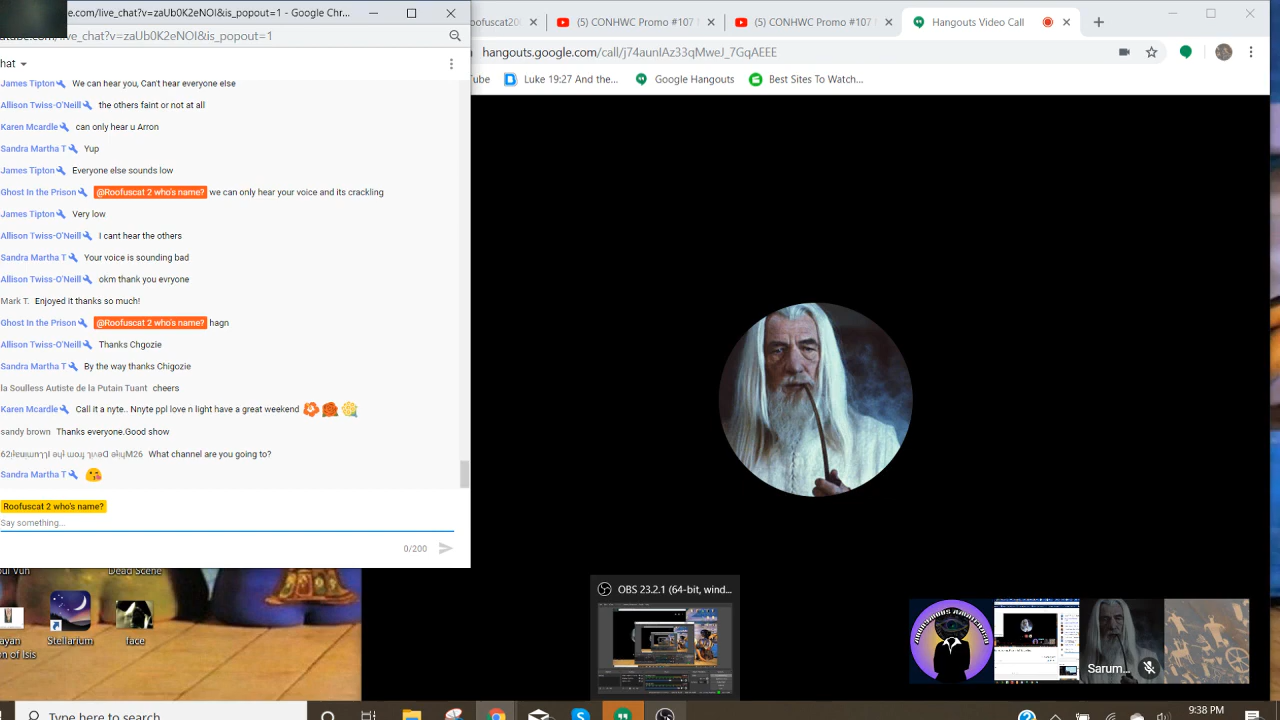 e.com/live_chat?v=zaUb0K2eNOI&is_popout=1 - Google Chr...
be.com/live_chat?v=zaUb0K2eNOI&is_popout=1
hat
James Tipton We can hear you, Can't hear everyone else
Allison Twiss-O'Neill the others faint or not at all
Karen Mcardle can only hear u Arron
Sandra Martha T Yup
James Tipton Everyone else sounds low
Ghost In the Prison @Roofuscat 2 who's name? we can only hear your voice and its crackling
James Tipton Very low
Allison Twiss-O'Neill I cant hear the others
Sandra Martha T Your voice is sounding bad
Allison Twiss-O'Neill okm thank you evryone
Mark T. Enjoyed it thanks so much!
Ghost In the Prison @Roofuscat 2 who's name? hagn
Allison Twiss-O'Neill Thanks Chgozie
Sandra Martha T By the way thanks Chigozie
la Soulless Autiste de la Putain Tuant cheers
Karen Mcardle Call it a nyte.. Nnyte ppl love n light have a great weekend
sandy brown Thanks everyone.Good show
What channel are you going to?
Sandra Martha T
Roofuscat 2 who's name?
Say something...
0/200
oofuscat20
(5) CONHWC Promo #107
(5) CONHWC Promo #107
Hangouts Video Call
hangouts.google.com/call/j74aunIAz33qMweJ_7GqAEEE
Tube
Luke 19:27 And the...
Google Hangouts
Best Sites To Watch...
Dead Scene
ayan
on of Isis
Stellarium
face
OBS 23.2.1 (64-bit, wind...
Sarum...
Type here to search
9:38 PM